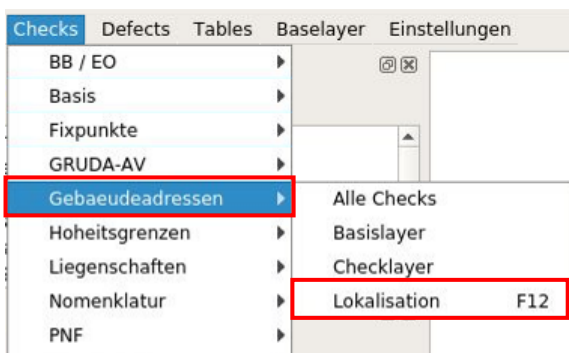 Checks Defects Tables Baselayer Einstellungen
BB / EO
Basis
Fixpunkte
GRUDA-AV
Gebaeudeadressen
Hoheitsgrenzen
Liegenschaften
Nomenklatur
PNF
Alle Checks
Basislayer
Checklayer
Lokalisation F12